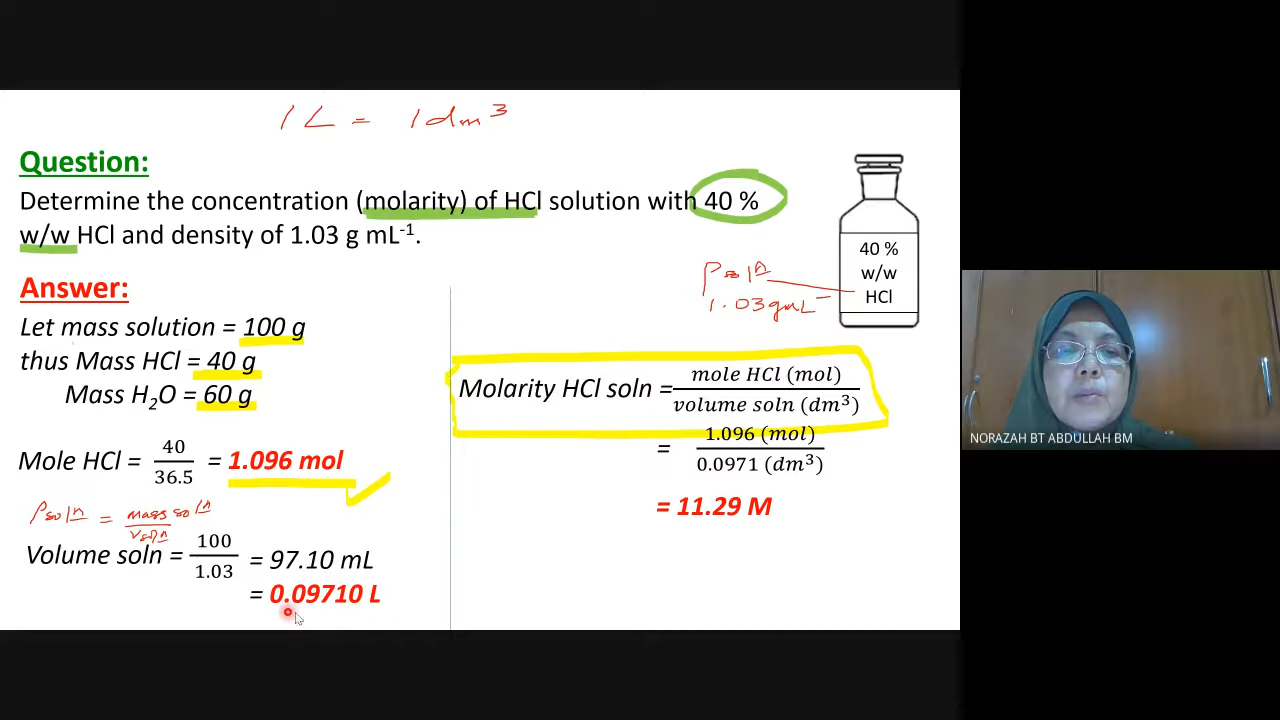 1 L = 1 dm³
Question:
Determine the concentration (molarity) of HCl solution with 40 %
w/w HCl and density of 1.03 g mL⁻¹.
40 %
w/w
HCl
ρsoln
1.03 g mL⁻
Answer:
Let mass solution = 100 g
thus Mass HCl = 40 g
Mass H₂O = 60 g
Mole HCl = 40/36.5 = 1.096 mol
ρsoln = mass soln/vsoln
Volume soln = 100/1.03 = 97.10 mL
= 0.09710 L
Molarity HCl soln = mole HCl (mol)/volume soln (dm³)
= 1.096 (mol)/0.0971 (dm³)
= 11.29 M
NORAZAH BT ABDULLAH BM